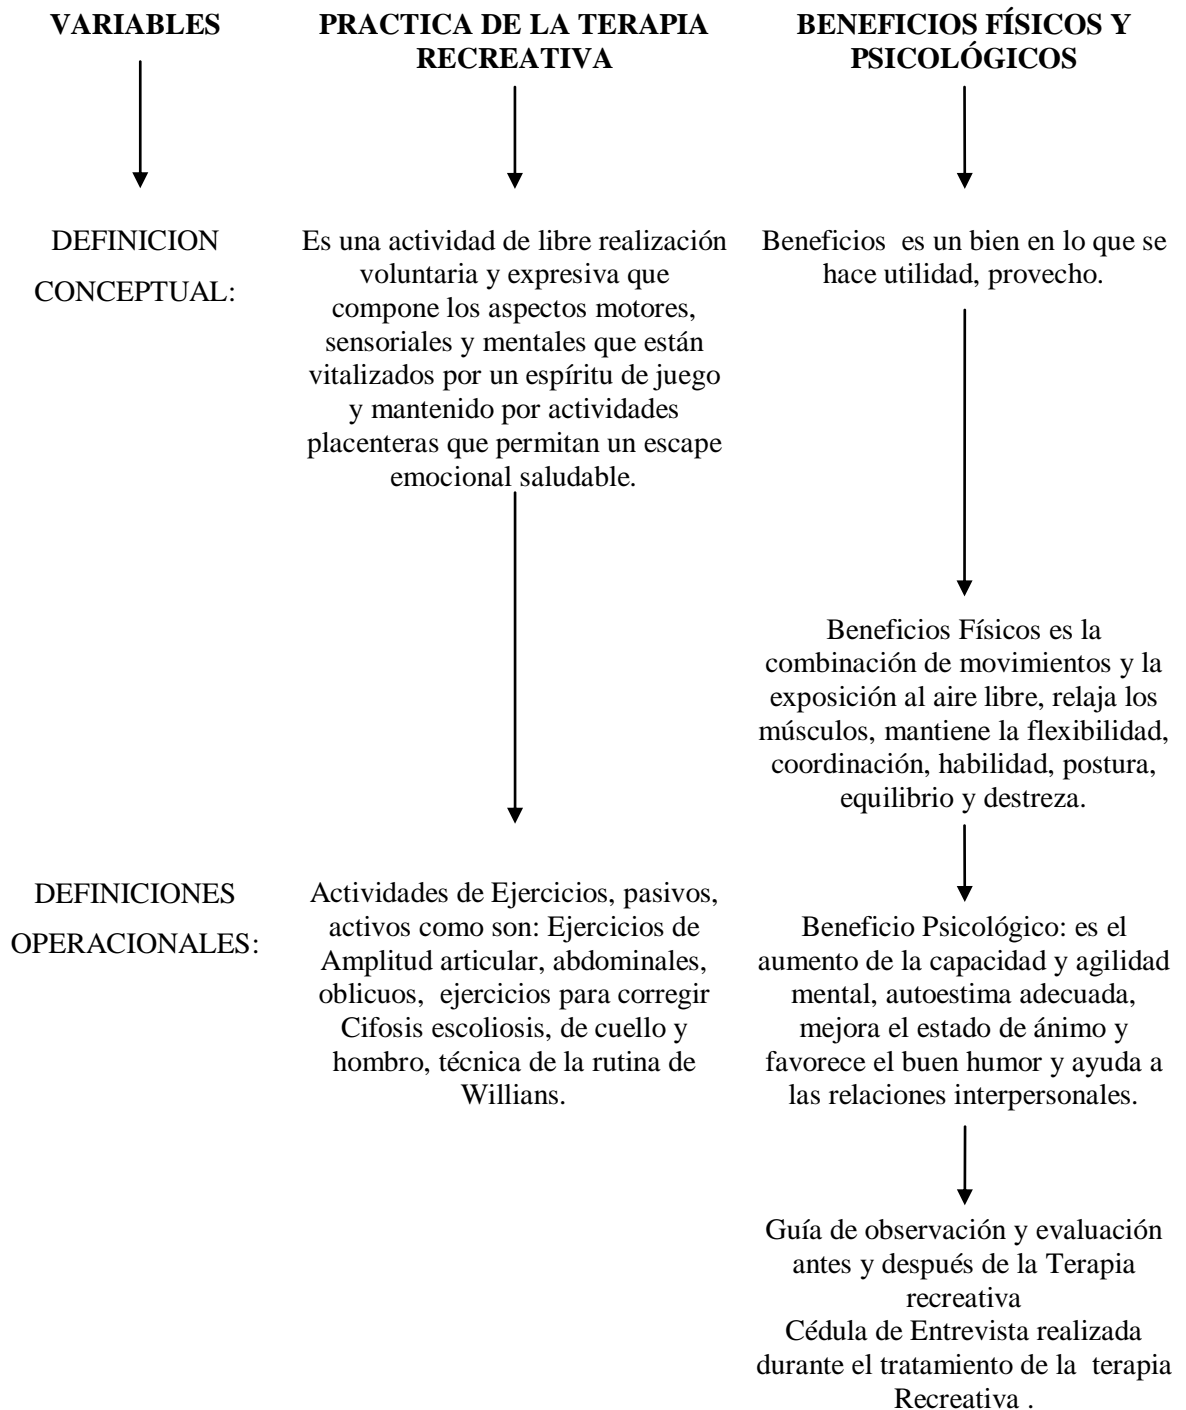 VARIABLES
PRACTICA DE LA TERAPIA
RECREATIVA
BENEFICIOS FÍSICOS Y
PSICOLÓGICOS
DEFINICION
CONCEPTUAL:
Es una actividad de libre realización
voluntaria y expresiva que
compone los aspectos motores,
sensoriales y mentales que están
vitalizados por un espíritu de juego
y mantenido por actividades
placenteras que permitan un escape
emocional saludable.
Beneficios es un bien en lo que se
hace utilidad, provecho.
Beneficios Físicos es la
combinación de movimientos y la
exposición al aire libre, relaja los
músculos, mantiene la flexibilidad,
coordinación, habilidad, postura,
equilibrio y destreza.
DEFINICIONES
OPERACIONALES:
Actividades de Ejercicios, pasivos,
activos como son: Ejercicios de
Amplitud articular, abdominales,
oblicuos, ejercicios para corregir
Cifosis escoliosis, de cuello y
hombro, técnica de la rutina de
Willians.
Beneficio Psicológico: es el
aumento de la capacidad y agilidad
mental, autoestima adecuada,
mejora el estado de ánimo y
favorece el buen humor y ayuda a
las relaciones interpersonales.
Guía de observación y evaluación
antes y después de la Terapia
recreativa
Cédula de Entrevista realizada
durante el tratamiento de la terapia
Recreativa .